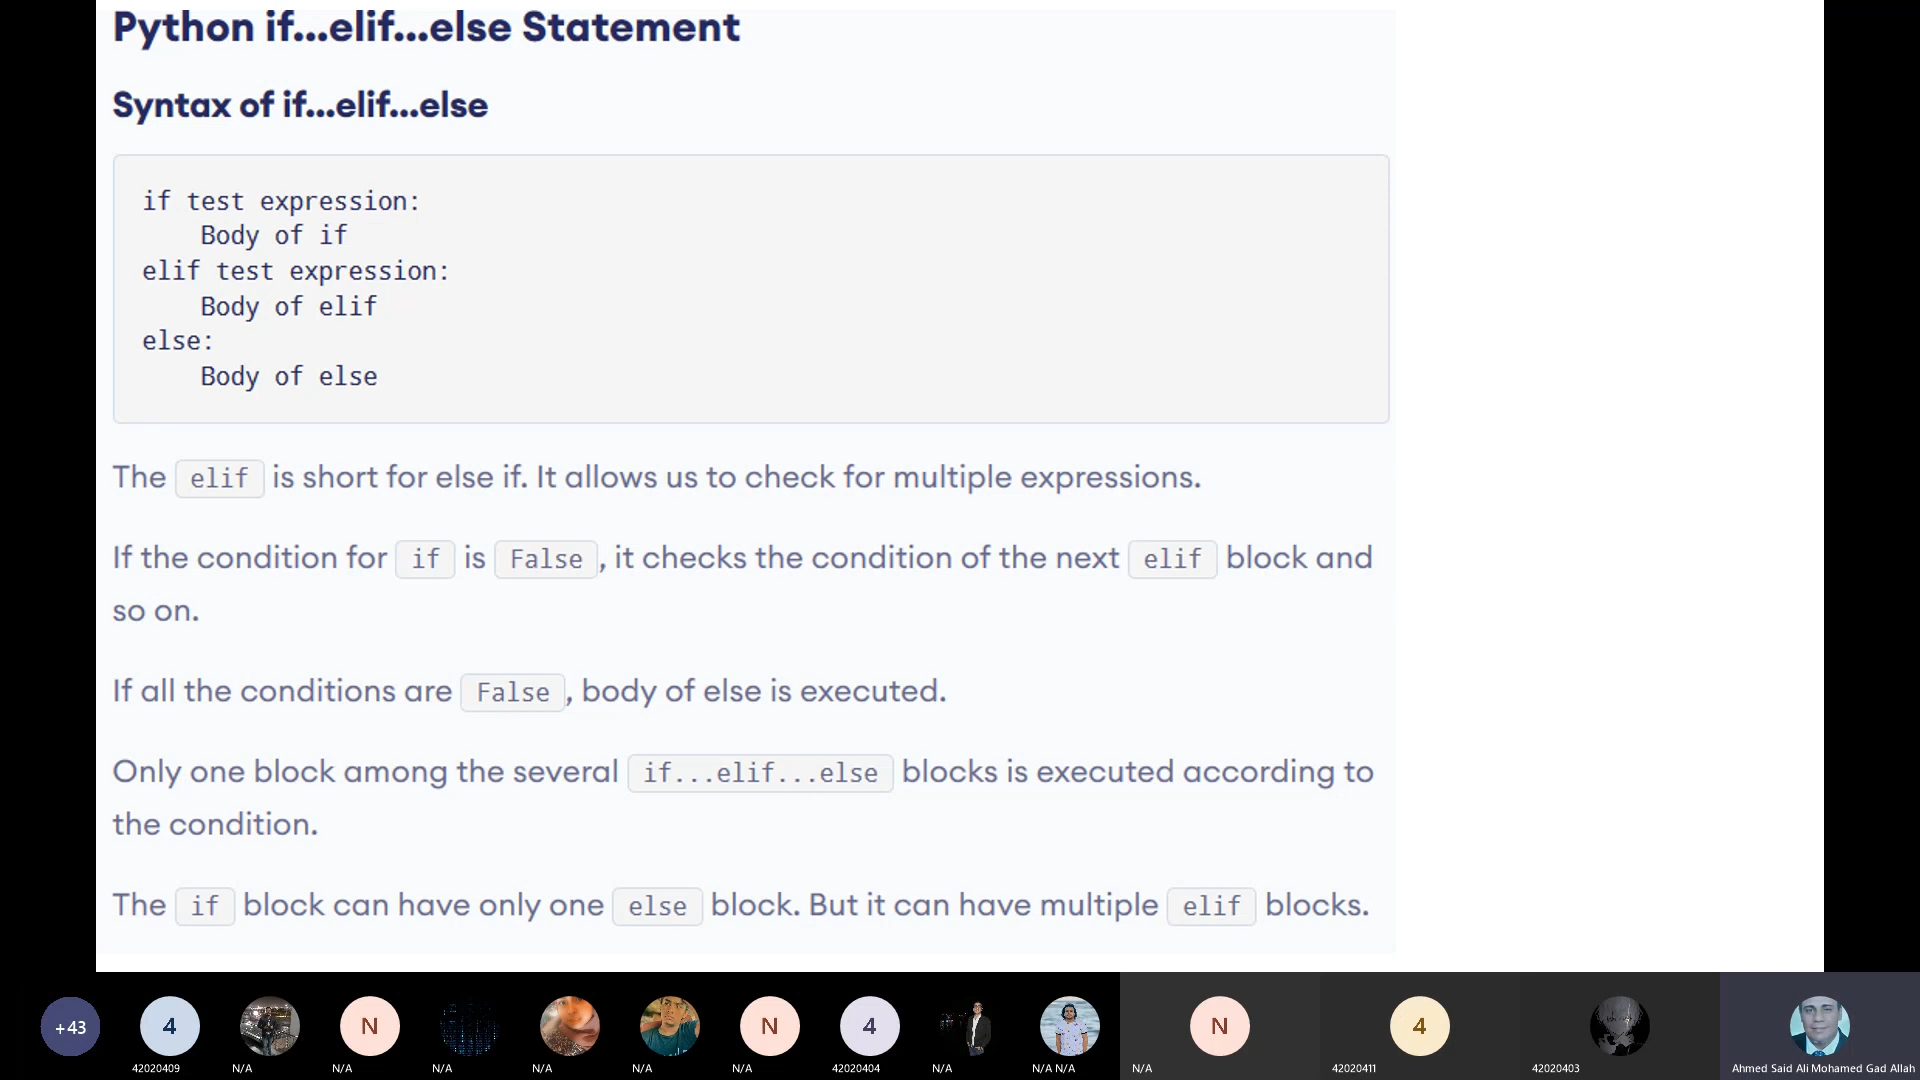 Python if...elif...else Statement
Syntax of if...elif...else
if test expression:
    Body of if
elif test expression:
    Body of elif
else:
    Body of else
The elif is short for else if. It allows us to check for multiple expressions.
If the condition for if is False , it checks the condition of the next elif block and
so on.
If all the conditions are False , body of else is executed.
Only one block among the several if...elif...else blocks is executed according to
the condition.
The if block can have only one else block. But it can have multiple elif blocks.
+43 4 N N 4 N 4
42020409 N/A N/A N/A N/A N/A N/A 42020404 N/A N/A N/A N/A 42020411 42020403 Ahmed Said Ali Mohamed Gad Allah